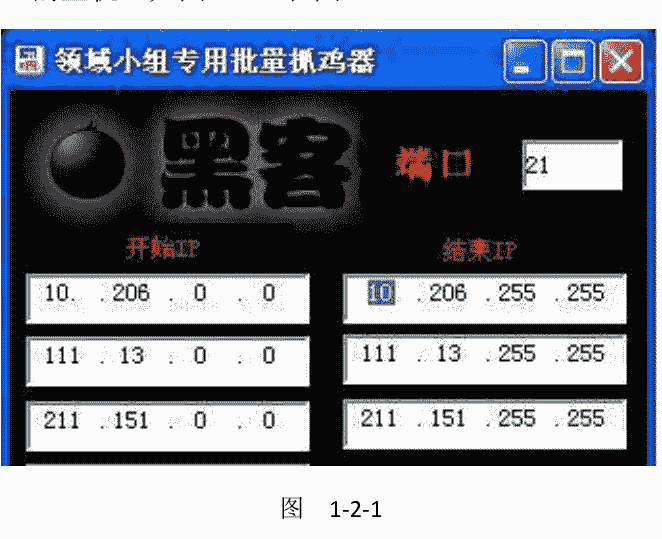 领域小组专用批量抓鸡器
黑客 端口 21
开始IP 结束IP
10. . 206 . 0 . 0 10 . 206 . 255 . 255
111 . 13 . 0 . 0 111 . 13 . 255 . 255
211 . 151 . 0 . 0 211 . 151 . 255 . 255
图 1-2-1